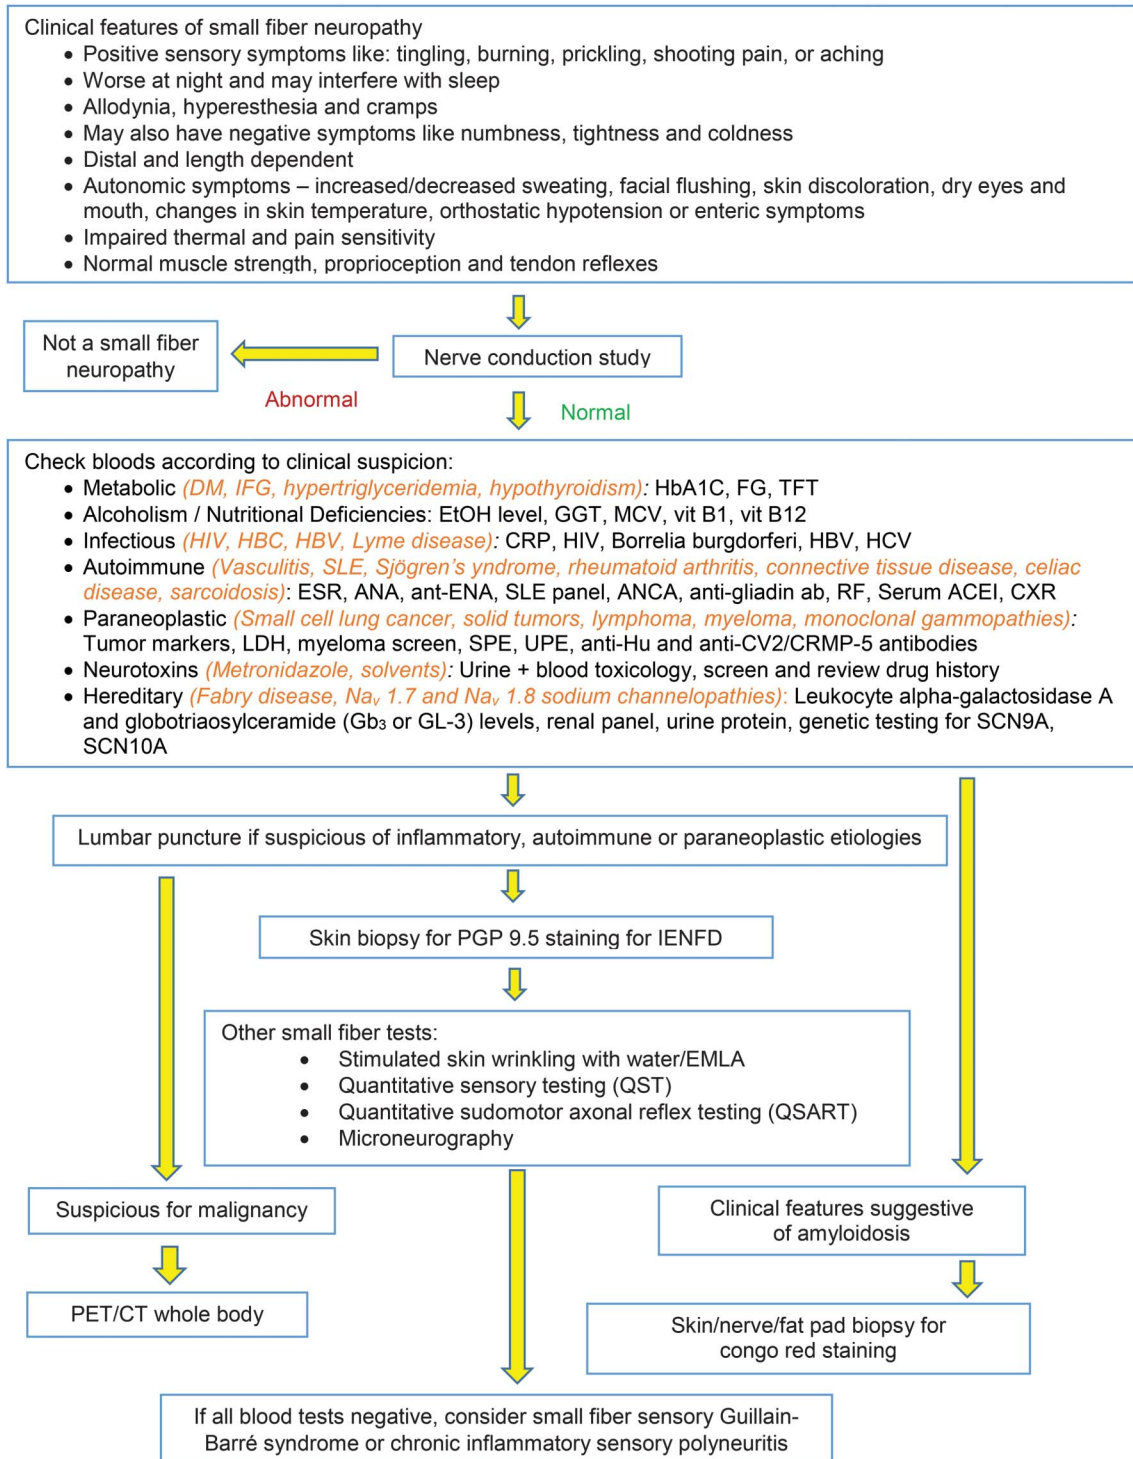 Clinical features of small fiber neuropathy
• Positive sensory symptoms like: tingling, burning, prickling, shooting pain, or aching
• Worse at night and may interfere with sleep
• Allodynia, hyperesthesia and cramps
• May also have negative symptoms like numbness, tightness and coldness
• Distal and length dependent
• Autonomic symptoms – increased/decreased sweating, facial flushing, skin discoloration, dry eyes and
mouth, changes in skin temperature, orthostatic hypotension or enteric symptoms
• Impaired thermal and pain sensitivity
• Normal muscle strength, proprioception and tendon reflexes
Not a small fiber
neuropathy
Nerve conduction study
Abnormal
Normal
Check bloods according to clinical suspicion:
• Metabolic (DM, IFG, hypertriglyceridemia, hypothyroidism): HbA1C, FG, TFT
• Alcoholism / Nutritional Deficiencies: EtOH level, GGT, MCV, vit B1, vit B12
• Infectious (HIV, HBC, HBV, Lyme disease): CRP, HIV, Borrelia burgdorferi, HBV, HCV
• Autoimmune (Vasculitis, SLE, Sjögren's yndrome, rheumatoid arthritis, connective tissue disease, celiac
disease, sarcoidosis): ESR, ANA, ant-ENA, SLE panel, ANCA, anti-gliadin ab, RF, Serum ACEI, CXR
• Paraneoplastic (Small cell lung cancer, solid tumors, lymphoma, myeloma, monoclonal gammopathies):
Tumor markers, LDH, myeloma screen, SPE, UPE, anti-Hu and anti-CV2/CRMP-5 antibodies
• Neurotoxins (Metronidazole, solvents): Urine + blood toxicology, screen and review drug history
• Hereditary (Fabry disease, Naᵥ 1.7 and Naᵥ 1.8 sodium channelopathies): Leukocyte alpha-galactosidase A
and globotriaosylceramide (Gb₃ or GL-3) levels, renal panel, urine protein, genetic testing for SCN9A,
SCN10A
Lumbar puncture if suspicious of inflammatory, autoimmune or paraneoplastic etiologies
Skin biopsy for PGP 9.5 staining for IENFD
Other small fiber tests:
• Stimulated skin wrinkling with water/EMLA
• Quantitative sensory testing (QST)
• Quantitative sudomotor axonal reflex testing (QSART)
• Microneurography
Suspicious for malignancy
Clinical features suggestive
of amyloidosis
PET/CT whole body
Skin/nerve/fat pad biopsy for
congo red staining
If all blood tests negative, consider small fiber sensory Guillain-
Barré syndrome or chronic inflammatory sensory polyneuritis